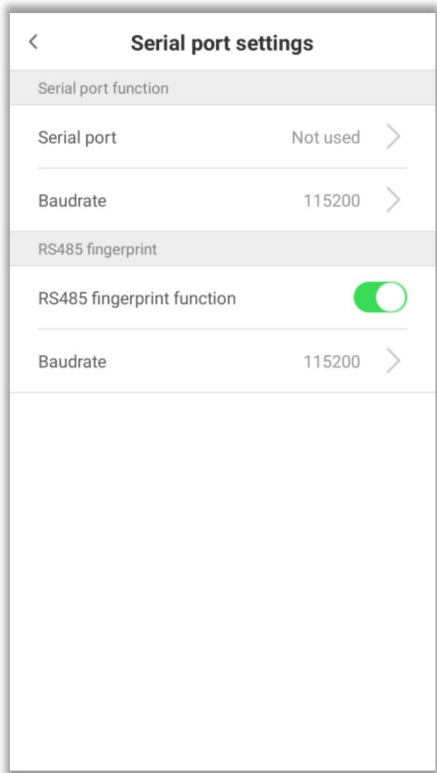 Serial port settings
Serial port function
Serial port Not used
Baudrate 115200
RS485 fingerprint
RS485 fingerprint function
Baudrate 115200